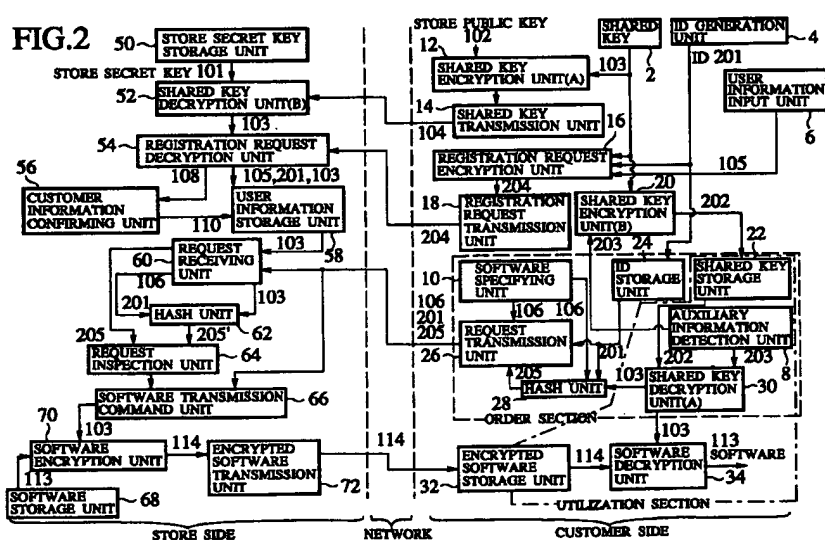 FIG.2
50
STORE SECRET KEY
STORAGE UNIT
STORE SECRET KEY 101
52
SHARED KEY
DECRYPTION UNIT(B)
103
54
REGISTRATION REQUEST
DECRYPTION UNIT
108
105,201,103
56
CUSTOMER
INFORMATION
CONFIRMING UNIT
110
USER
INFORMATION
STORAGE UNIT
58
103
60
REQUEST
RECEIVING
UNIT
106
103
201
HASH UNIT
62
205
205'
REQUEST
INSPECTION UNIT
64
SOFTWARE TRANSMISSION
COMMAND UNIT
66
70
103
SOFTWARE
ENCRYPTION UNIT
114
ENCRYPTED
SOFTWARE
TRANSMISSION
UNIT
72
114
113
SOFTWARE
STORAGE UNIT
68
STORE SIDE
NETWORK
STORE PUBLIC KEY
102
12
SHARED KEY
ENCRYPTION UNIT(A)
103
SHARED
KEY
2
ID GENERATION
UNIT
4
ID 201
USER
INFORMATION
INPUT UNIT
6
14
104
SHARED KEY
TRANSMISSION UNIT
16
REGISTRATION REQUEST
ENCRYPTION UNIT
105
204
20
18
204
REGISTRATION
REQUEST
TRANSMISSION
UNIT
SHARED KEY
ENCRYPTION
UNIT(B)
202
203
24
22
10
SOFTWARE
SPECIFYING
UNIT
ID
STORAGE
UNIT
SHARED KEY
STORAGE
UNIT
106
201
205
106
106
26
REQUEST
TRANSMISSION
UNIT
AUXILIARY
INFORMATION
DETECTION UNIT
8
201
202
203
205
28
HASH UNIT
103
SHARED KEY
DECRYPTION
UNIT(A)
30
ORDER SECTION
103
32
ENCRYPTED
SOFTWARE
STORAGE UNIT
114
SOFTWARE
DECRYPTION
UNIT
34
113
SOFTWARE
UTILIZATION SECTION
CUSTOMER SIDE